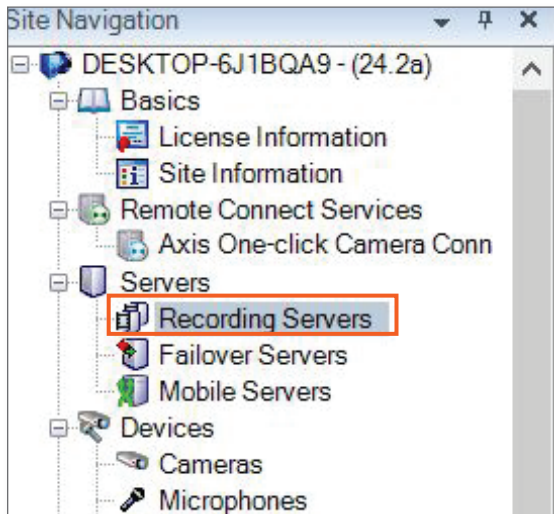 Site Navigation
DESKTOP-6J1BQA9 - (24.2a)
Basics
License Information
Site Information
Remote Connect Services
Axis One-click Camera Conn
Servers
Recording Servers
Failover Servers
Mobile Servers
Devices
Cameras
Microphones